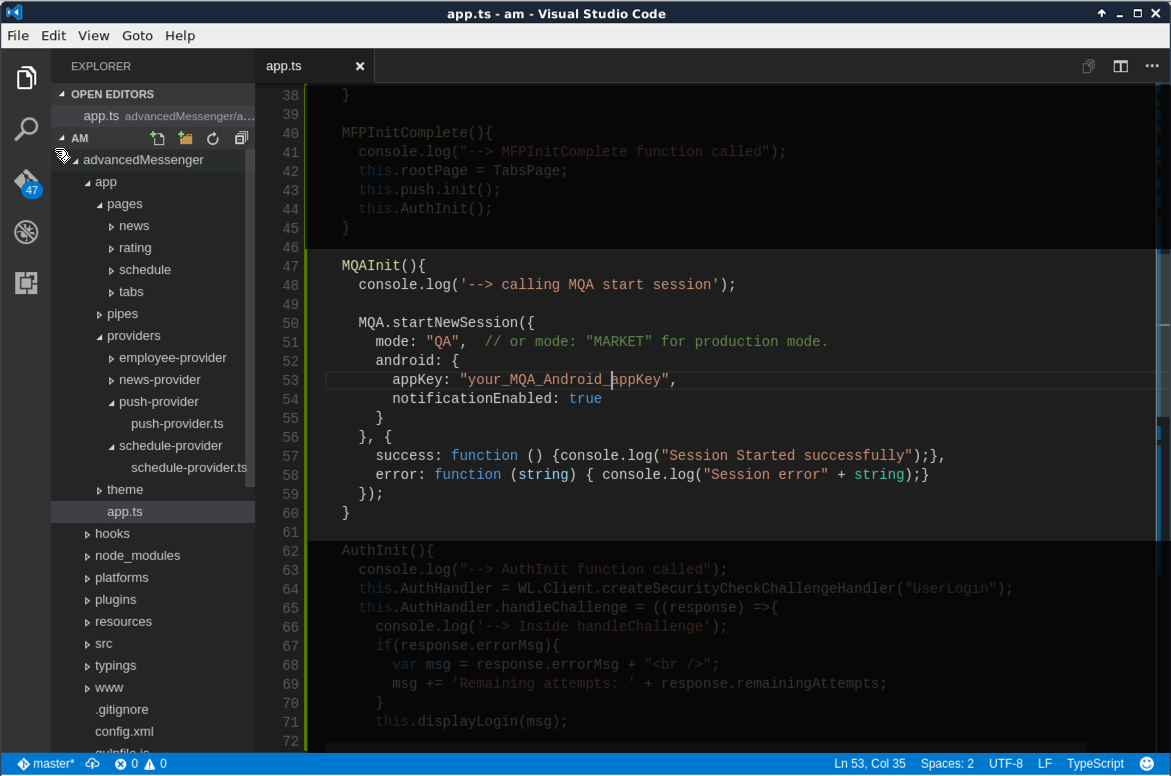 app.ts - am - Visual Studio Code
File Edit View Goto Help
EXPLORER
app.ts
OPEN EDITORS
app.ts advancedMessenger/a...
AM
47
advancedMessenger
app
pages
news
rating
schedule
tabs
pipes
providers
employee-provider
news-provider
push-provider
push-provider.ts
schedule-provider
schedule-provider.ts
theme
app.ts
hooks
node_modules
platforms
plugins
resources
src
typings
www
.gitignore
config.xml
gulpfile.js
38 }
39
40 MFPInitComplete(){
41 console.log("--> MFPInitComplete function called");
42 this.rootPage = TabsPage;
43 this.push.init();
44 this.AuthInit();
45 }
46
47 MQAInit(){
48 console.log('--> calling MQA start session');
49
50 MQA.startNewSession({
51 mode: "QA", // or mode: "MARKET" for production mode.
52 android: {
53 appKey: "your_MQA_Android_appKey",
54 notificationEnabled: true
55 }
56 }, {
57 success: function () {console.log("Session Started successfully");},
58 error: function (string) { console.log("Session error" + string);}
59 });
60 }
61
62 AuthInit(){
63 console.log("--> AuthInit function called");
64 this.AuthHandler = WL.Client.createSecurityCheckChallengeHandler("UserLogin");
65 this.AuthHandler.handleChallenge = ((response) =>{
66 console.log('--> Inside handleChallenge');
67 if(response.errorMsg){
68 var msg = response.errorMsg + "<br />";
69 msg += 'Remaining attempts: ' + response.remainingAttempts;
70 }
71 this.displayLogin(msg);
72
master* 0 0 Ln 53, Col 35 Spaces: 2 UTF-8 LF TypeScript